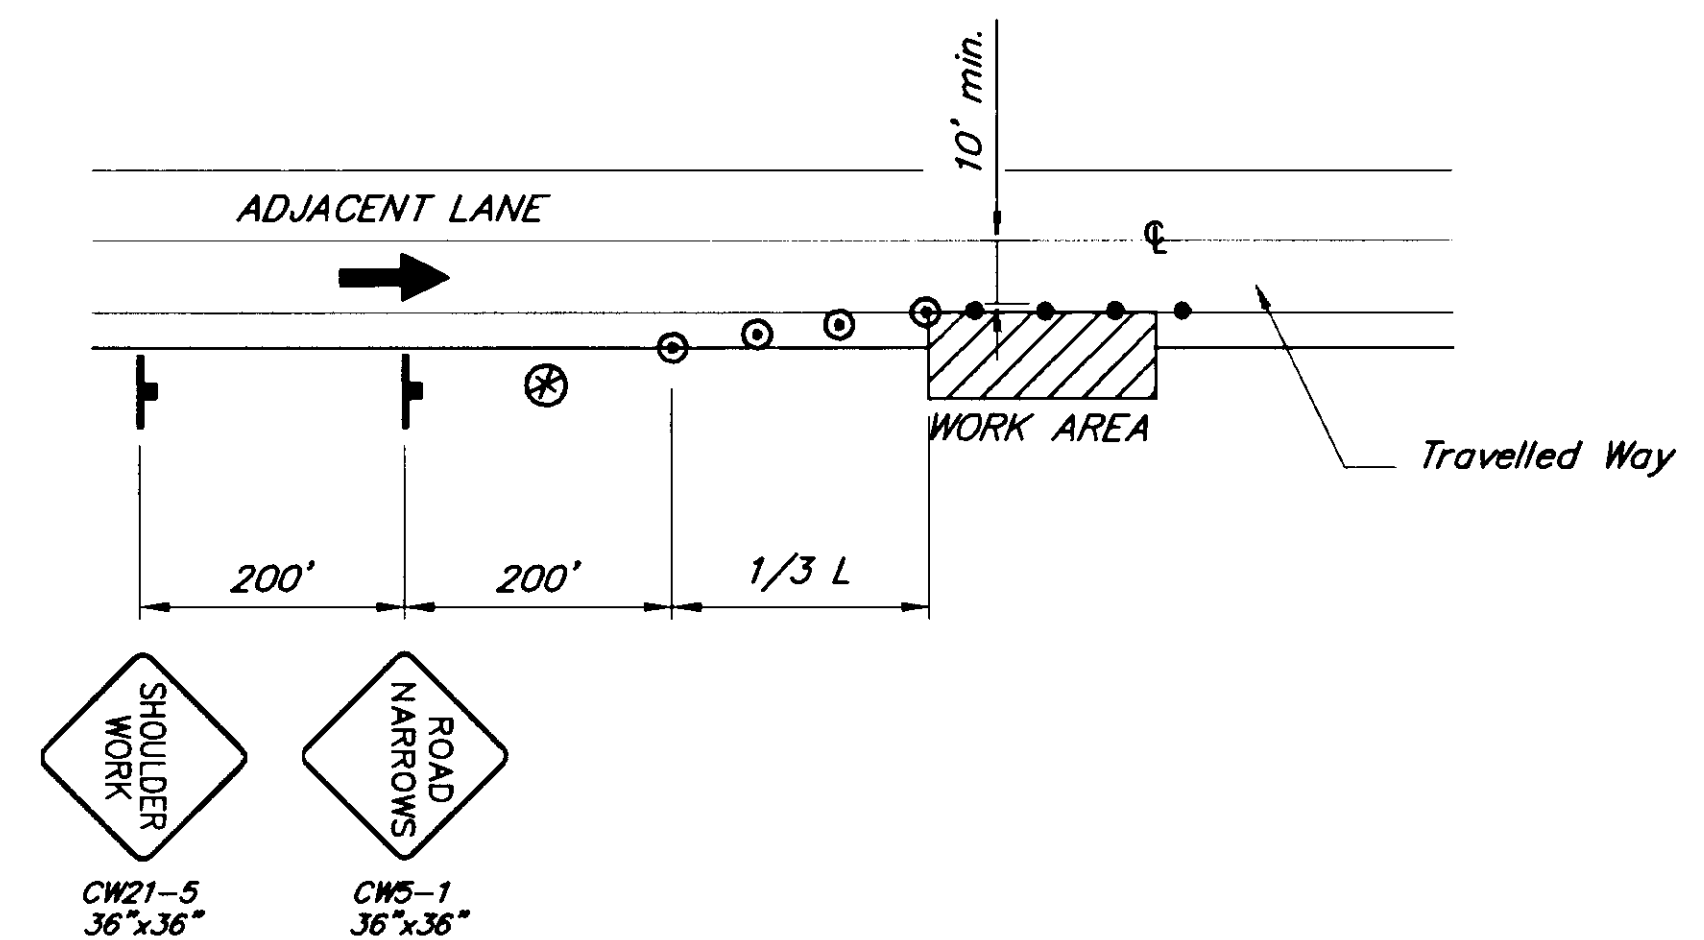 10' min.
ADJACENT LANE
℄
WORK AREA
Travelled Way
200'
200'
1/3 L
SHOULDER
WORK
ROAD
NARROWS
CW21-5
36"x36"
CW5-1
36"x36"